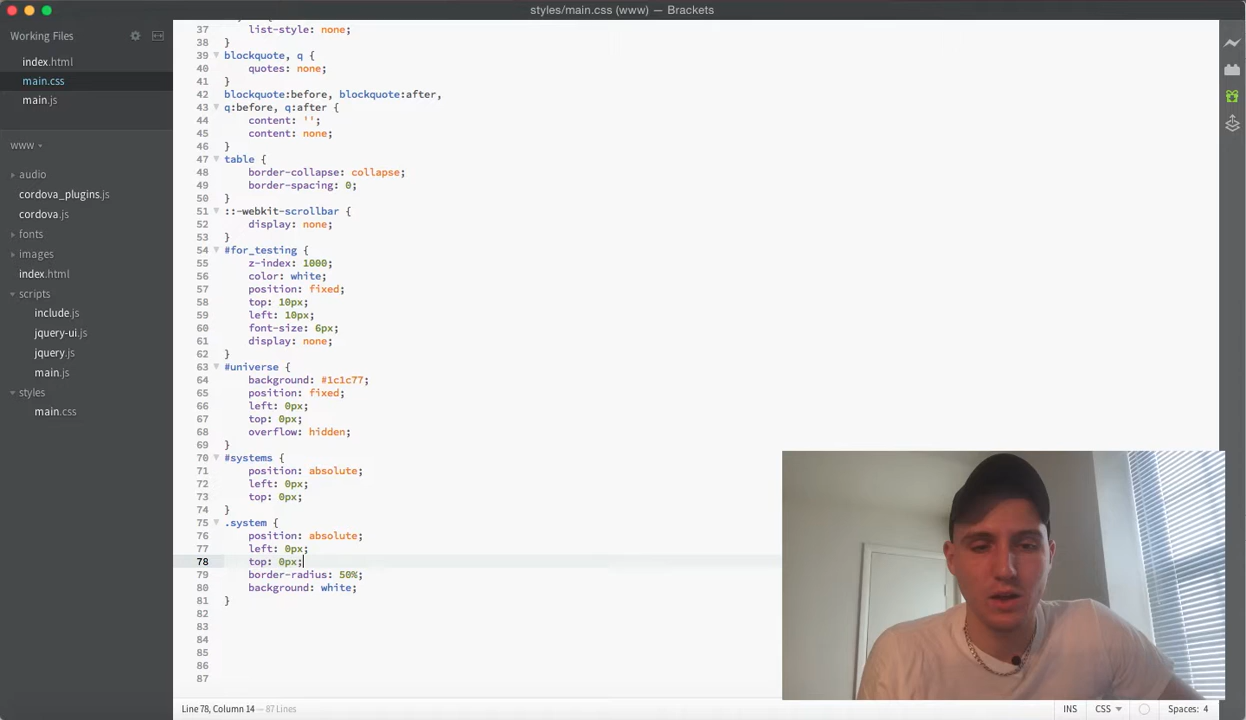 styles/main.css (www) — Brackets
Working Files
index.html
main.css
main.js
www
audio
cordova_plugins.js
cordova.js
fonts
images
index.html
scripts
include.js
jquery-ui.js
jquery.js
main.js
styles
main.css
37 list-style: none;
38 }
39 blockquote, q {
40 quotes: none;
41 }
42 blockquote:before, blockquote:after,
43 q:before, q:after {
44 content: '';
45 content: none;
46 }
47 table {
48 border-collapse: collapse;
49 border-spacing: 0;
50 }
51 ::-webkit-scrollbar {
52 display: none;
53 }
54 #for_testing {
55 z-index: 1000;
56 color: white;
57 position: fixed;
58 top: 10px;
59 left: 10px;
60 font-size: 6px;
61 display: none;
62 }
63 #universe {
64 background: #1c1c77;
65 position: fixed;
66 left: 0px;
67 top: 0px;
68 overflow: hidden;
69 }
70 #systems {
71 position: absolute;
72 left: 0px;
73 top: 0px;
74 }
75 .system {
76 position: absolute;
77 left: 0px;
78 top: 0px;
79 border-radius: 50%;
80 background: white;
81 }
82
83
84
85
86
87
Line 78, Column 14 — 87 Lines
INS
CSS
Spaces: 4